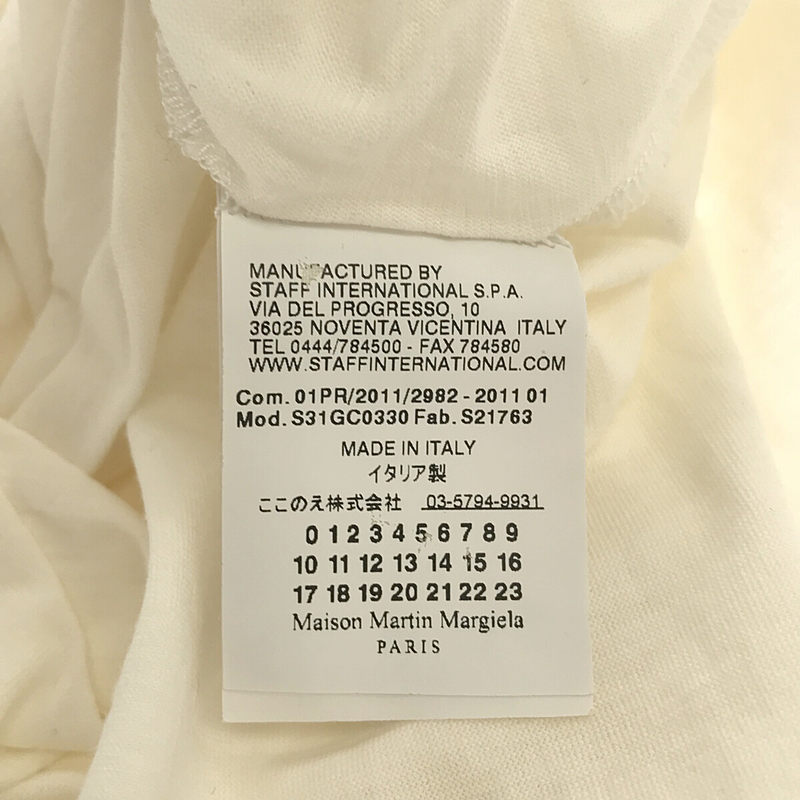 MANUFACTURED BY
STAFF INTERNATIONAL S.P.A.
VIA DEL PROGRESSO, 10
36025 NOVENTA VICENTINA ITALY
TEL 0444/784500 - FAX 784580
WWW.STAFFINTERNATIONAL.COM
Com. 01PR/2011/2982 - 2011 01
Mod. S31GC0330 Fab. S21763
MADE IN ITALY
イタリア製
ここのえ株式会社 03-5794-9931
0 1 2 3 4 5 6 7 8 9
10 11 12 13 14 15 16
17 18 19 20 21 22 23
Maison Martin Margiela
PARIS